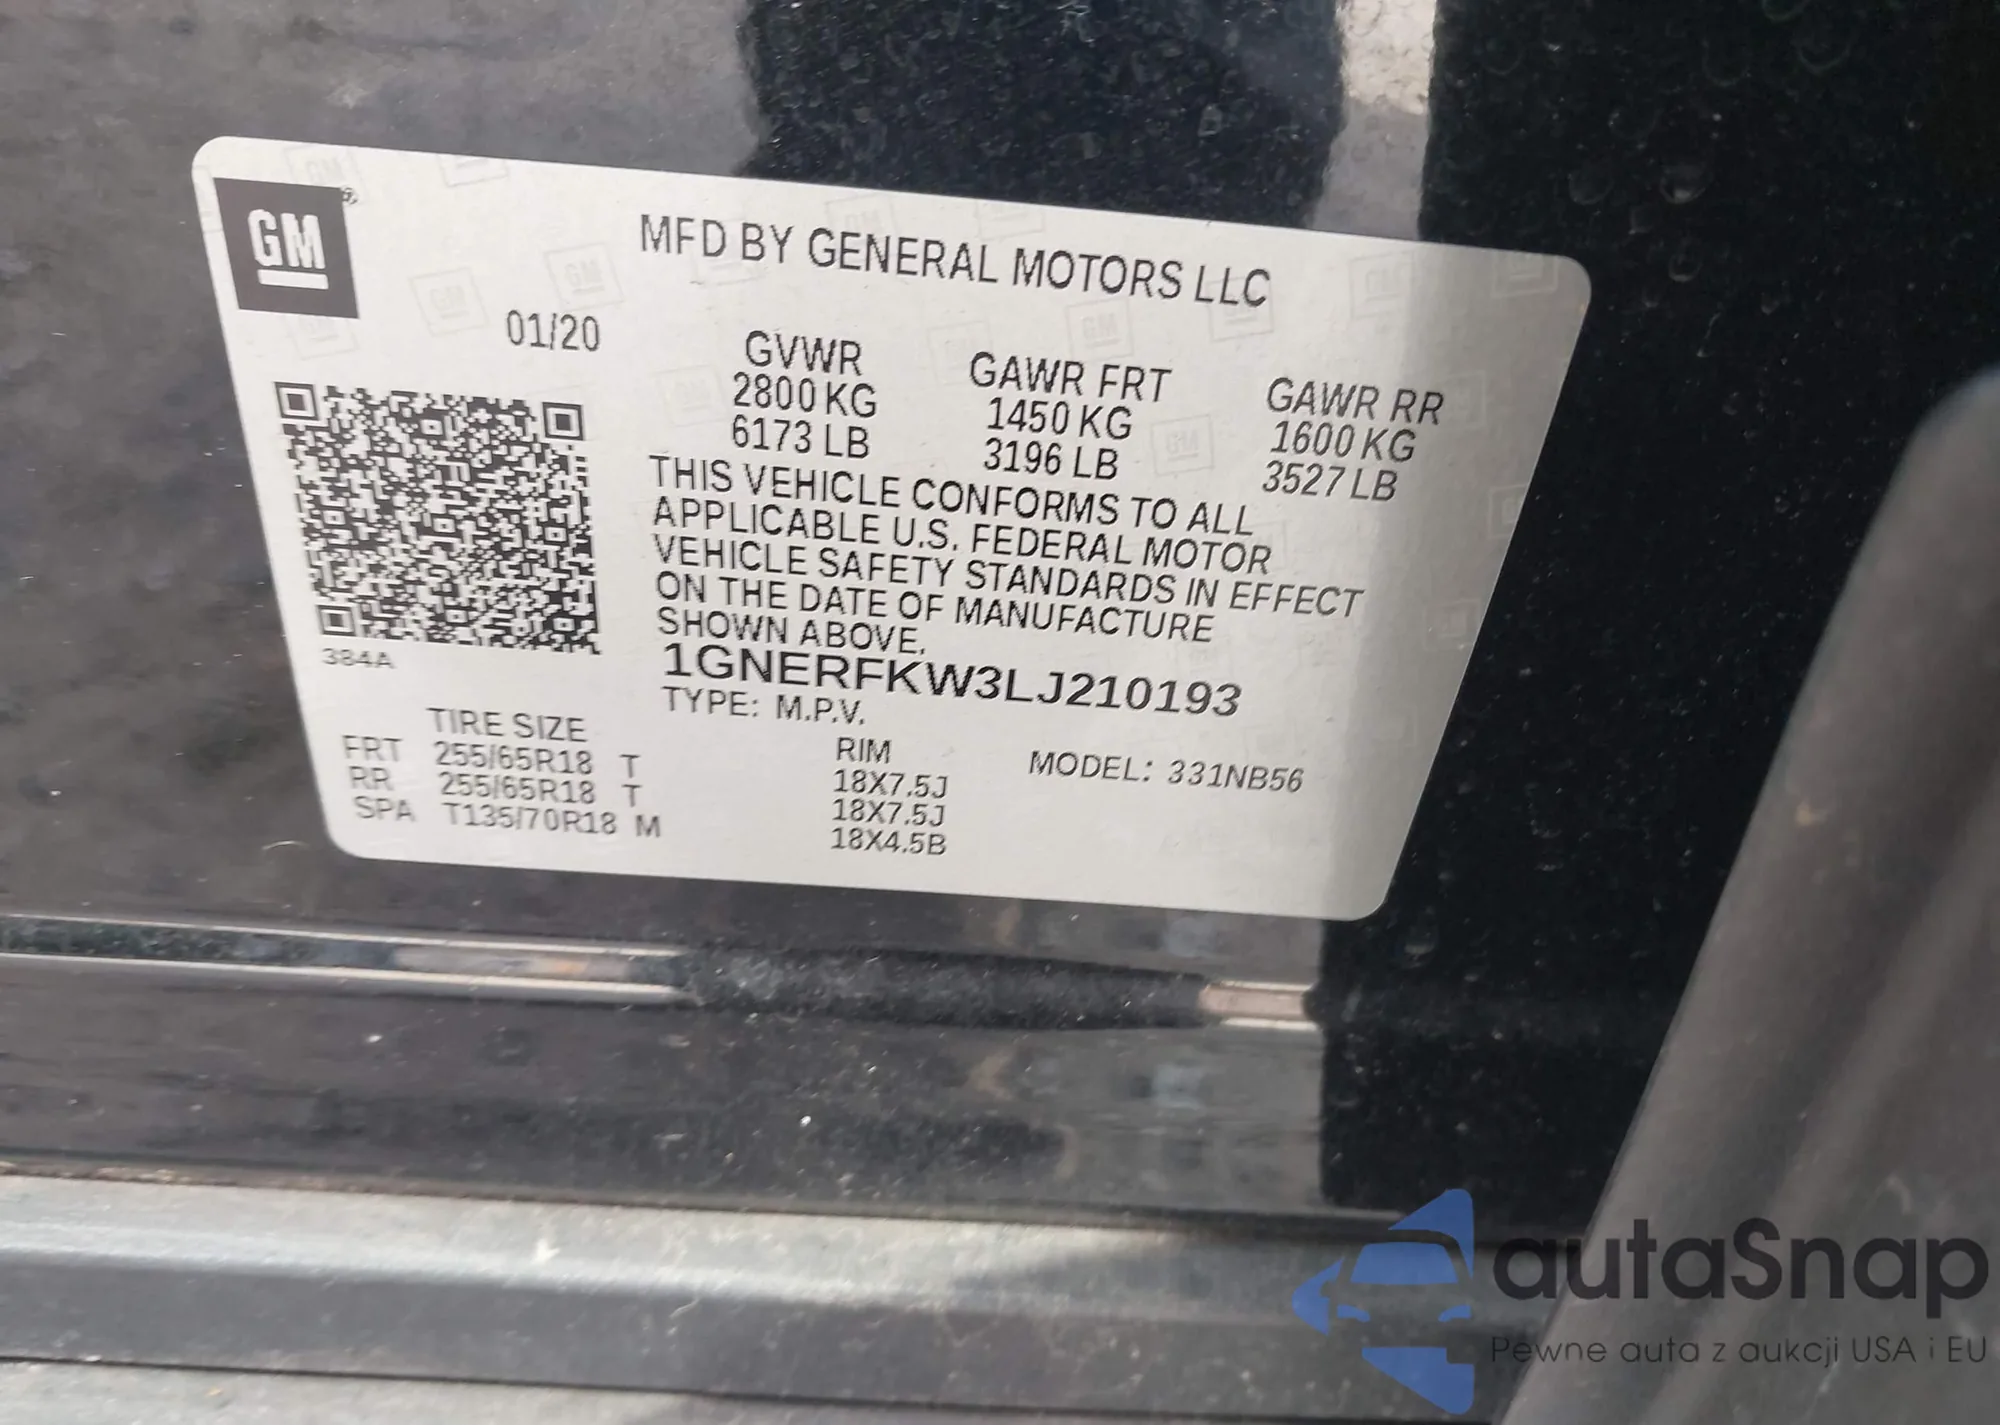 GM
MFD BY GENERAL MOTORS LLC
01/20
GVWR GAWR FRT GAWR RR
2800 KG 1450 KG 1600 KG
6173 LB 3196 LB 3527 LB
THIS VEHICLE CONFORMS TO ALL
APPLICABLE U.S. FEDERAL MOTOR
VEHICLE SAFETY STANDARDS IN EFFECT
ON THE DATE OF MANUFACTURE
SHOWN ABOVE.
384A
1GNERFKW3LJ210193
TYPE: M.P.V.
TIRE SIZE RIM MODEL: 331NB56
FRT 255/65R18 T 18X7.5J
RR 255/65R18 T 18X7.5J
SPA T135/70R18 M 18X4.5B
autaSnap
Pewne auta z aukcji USA i EU